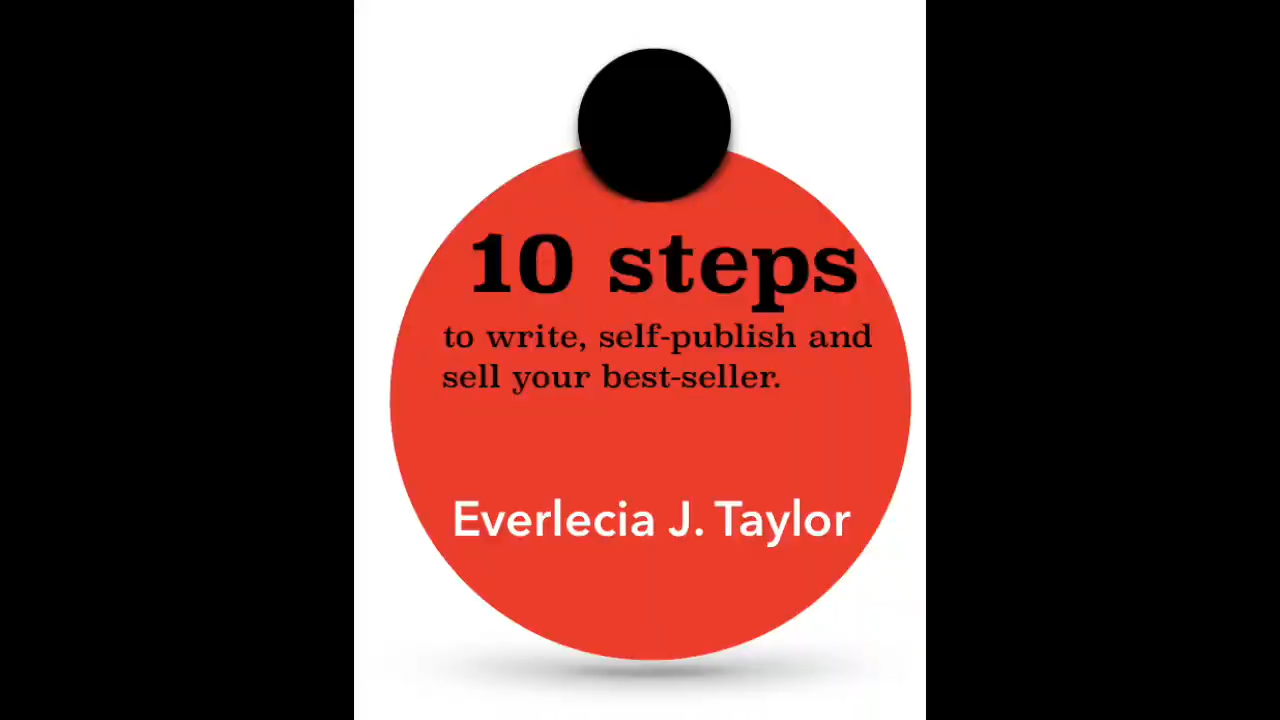 10 steps
to write, self-publish and
sell your best-seller.
Everlecia J. Taylor